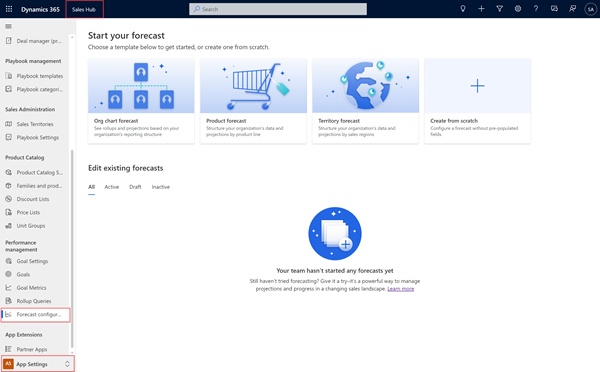 Dynamics 365
Sales Hub
Search
SA
Deal manager (pr...
Playbook management
Playbook templates
Playbook categori...
Sales Administration
Sales Territories
Playbook Settings
Product Catalog
Product Catalog S...
Families and prod...
Discount Lists
Price Lists
Unit Groups
Performance
management
Goal Settings
Goals
Goal Metrics
Rollup Queries
Forecast configur...
App Extensions
Partner Apps
AS
App Settings
Start your forecast
Choose a template below to get started, or create one from scratch.
Org chart forecast
See rollups and projections based on your
organization's reporting structure
Product forecast
Structure your organization's data and
projections by product line
Territory forecast
Structure your organization's data and
projections by sales regions
Create from scratch
Configure a forecast without pre-populated
fields.
Edit existing forecasts
All
Active
Draft
Inactive
Your team hasn't started any forecasts yet
Still haven't tried forecasting? Give it a try-it's a powerful way to manage
projections and progress in a changing sales landscape. Learn more